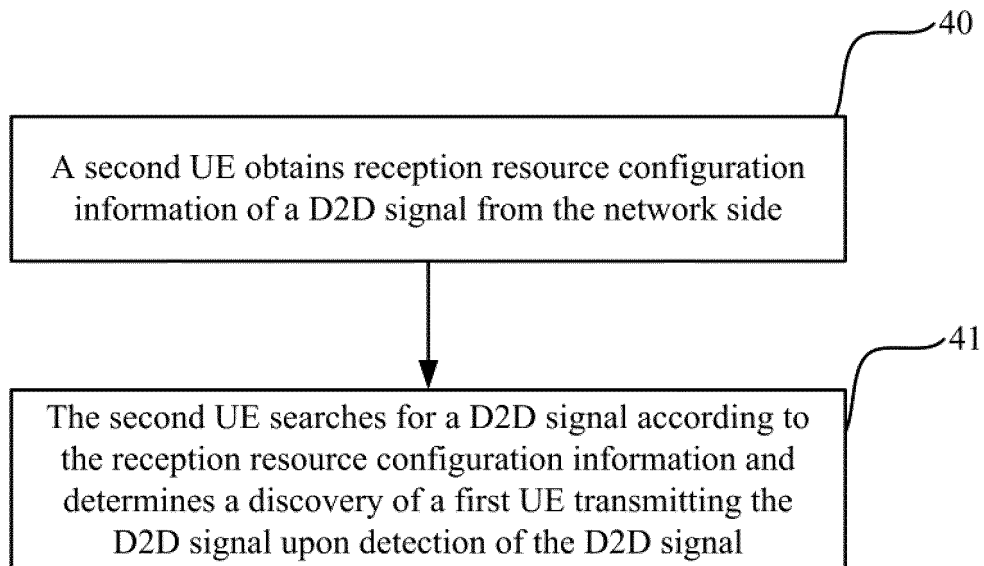 40
A second UE obtains reception resource configuration
information of a D2D signal from the network side
41
The second UE searches for a D2D signal according to
the reception resource configuration information and
determines a discovery of a first UE transmitting the
D2D signal upon detection of the D2D signal